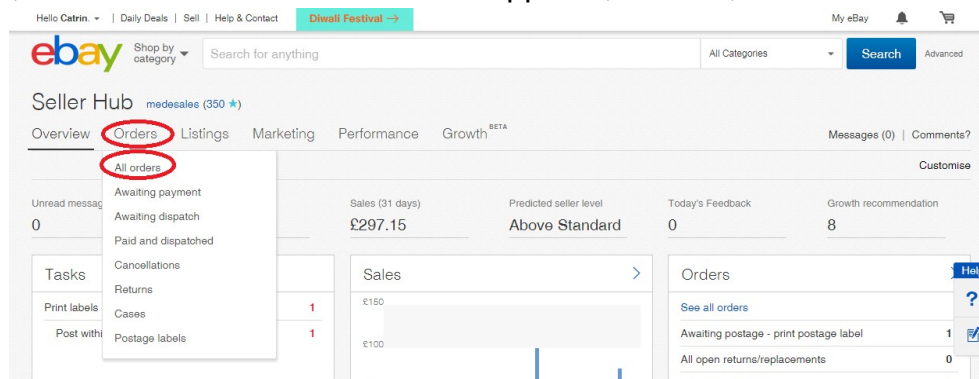 Hello Catrin. | Daily Deals | Sell | Help & Contact Diwali Festival → My eBay
ebay Shop by category Search for anything All Categories Search Advanced
Seller Hub medesales (350 ★)
Overview Orders Listings Marketing Performance Growth BETA Messages (0) | Comments?
All orders Customise
Awaiting payment
Awaiting dispatch
Paid and dispatched
Cancellations
Returns
Cases
Postage labels
Sales (31 days) Predicted seller level Today's Feedback Growth recommendation
0 £297.15 Above Standard 0 8
Tasks Sales > Orders
Print labels 1 £150 See all orders
1 £100 Awaiting postage - print postage label 1
All open returns/replacements 0
?